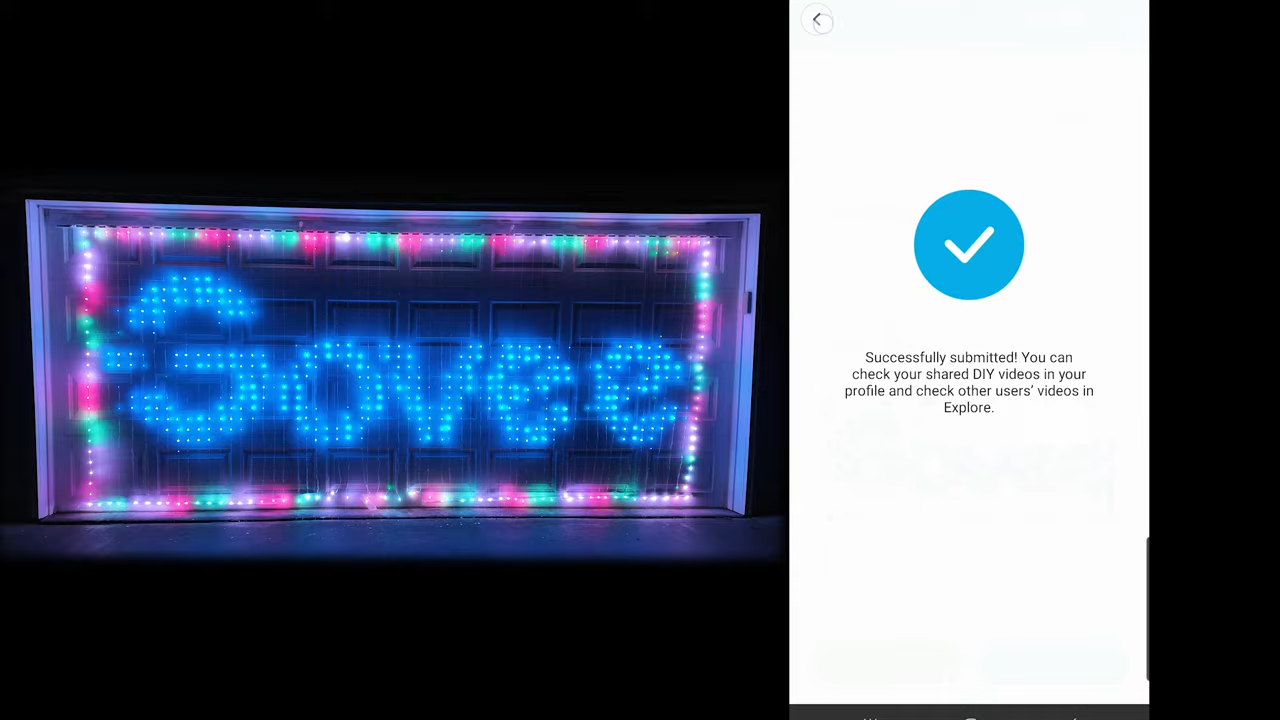 Govee
Successfully submitted! You can
check your shared DIY videos in your
profile and check other users' videos in
Explore.